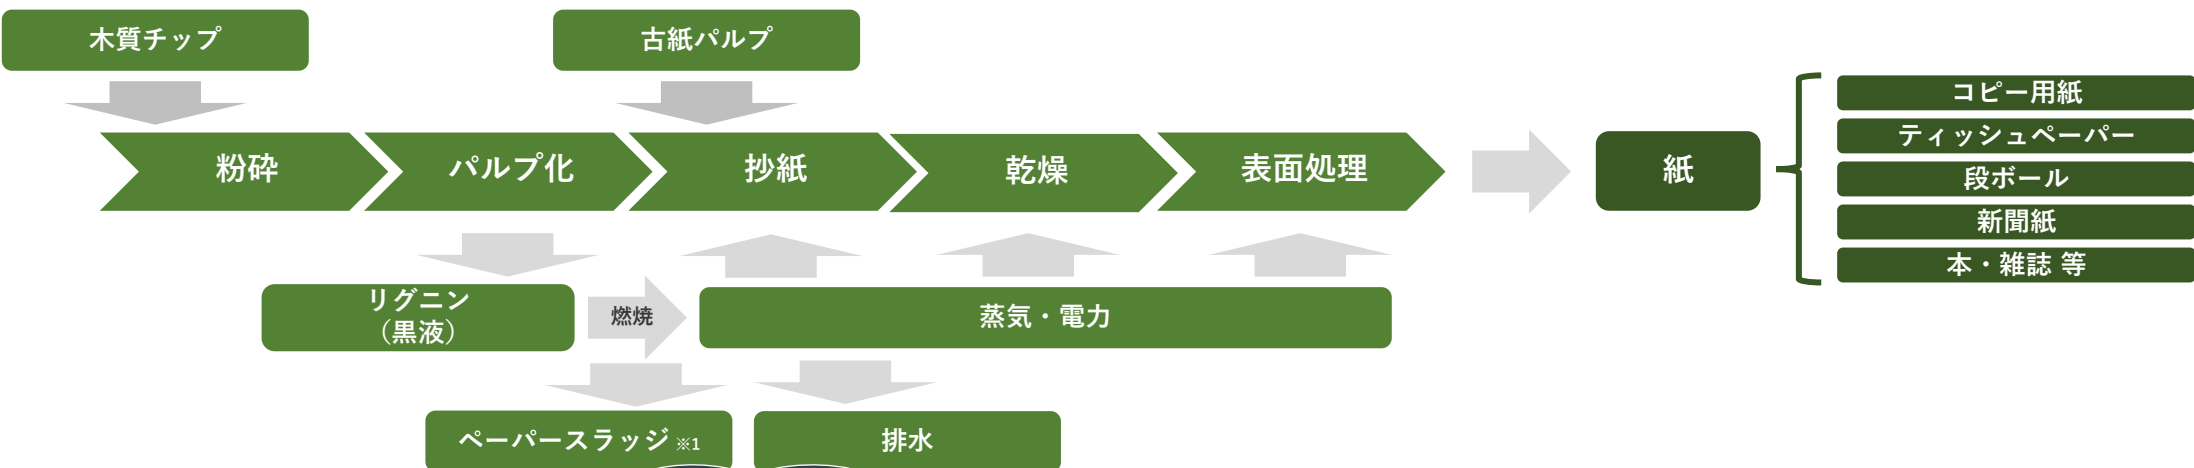 木質チップ
古紙パルプ
粉砕
パルプ化
抄紙
乾燥
表面処理
紙
コピー用紙
ティッシュペーパー
段ボール
新聞紙
本・雑誌 等
リグニン
（黒液）
燃焼
蒸気・電力
ペーパースラッジ ※1
排水